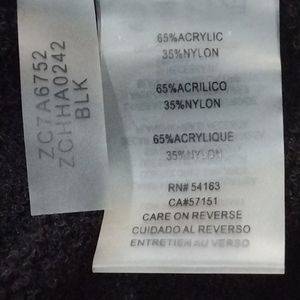 ZC7A6752
ZCHHA0242
BLK
65%ACRYLIC
35%NYLON
65%ACRILICO
35%NYLON
65%ACRYLIQUE
35%NYLON
RN# 54163
CA#57151
CARE ON REVERSE
CUIDADO AL REVERSO
ENTRETIEN AU VERSO